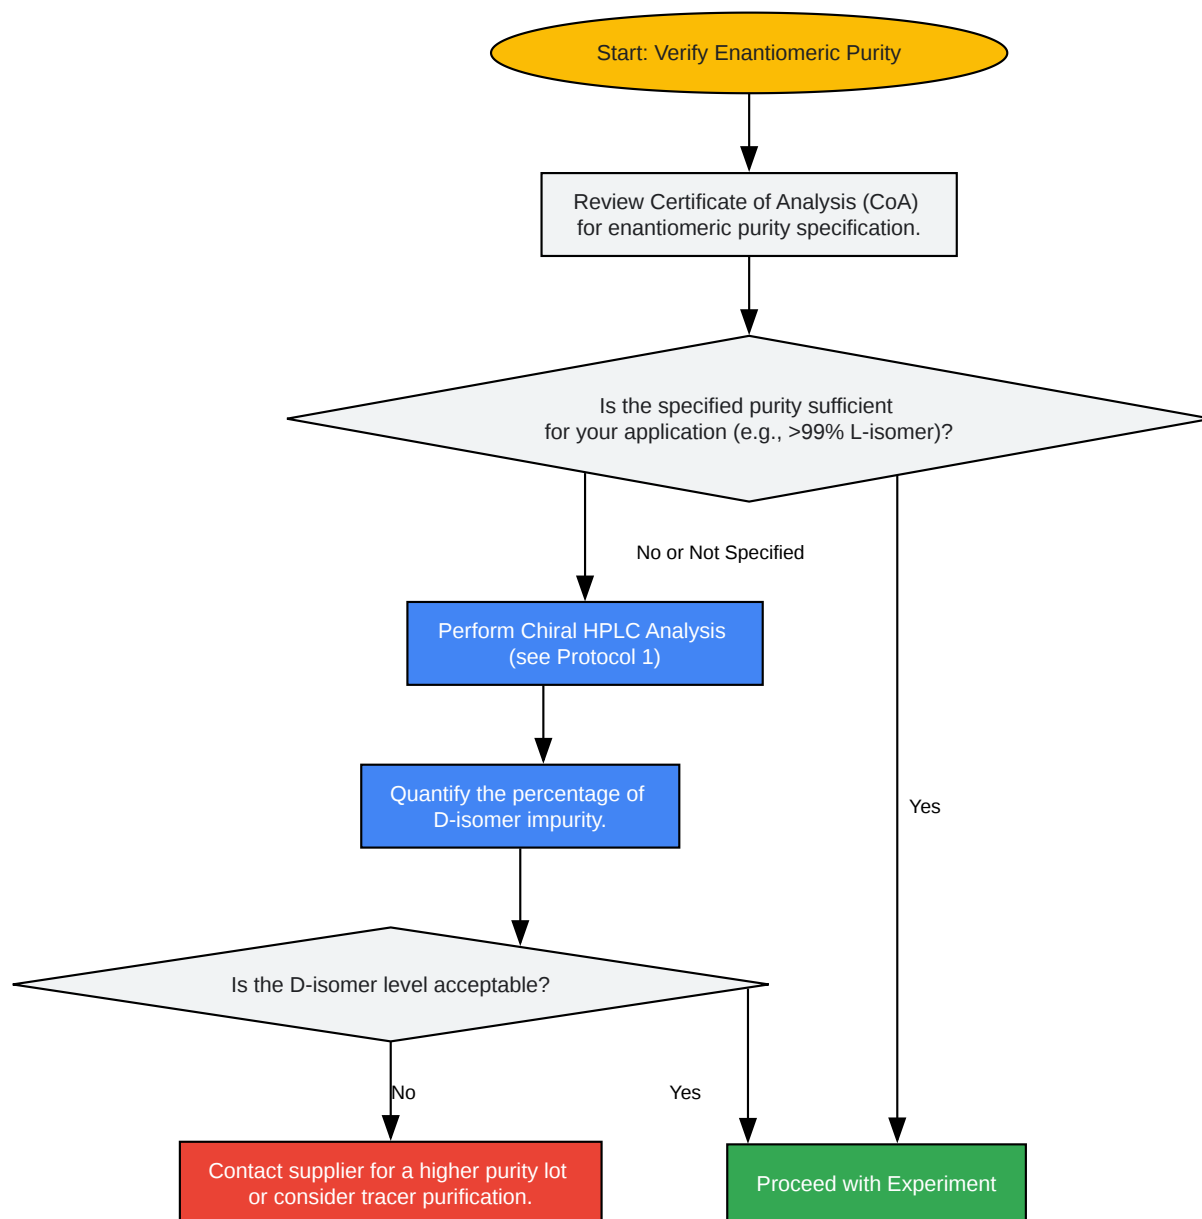 Start: Verify Enantiomeric Purity
Review Certificate of Analysis (CoA)
for enantiomeric purity specification.
Is the specified purity sufficient
for your application (e.g., >99% L-isomer)?
No or Not Specified
Perform Chiral HPLC Analysis
(see Protocol 1)
Quantify the percentage of
D-isomer impurity.
Yes
Is the D-isomer level acceptable?
No
Yes
Contact supplier for a higher purity lot
or consider tracer purification.
Proceed with Experiment